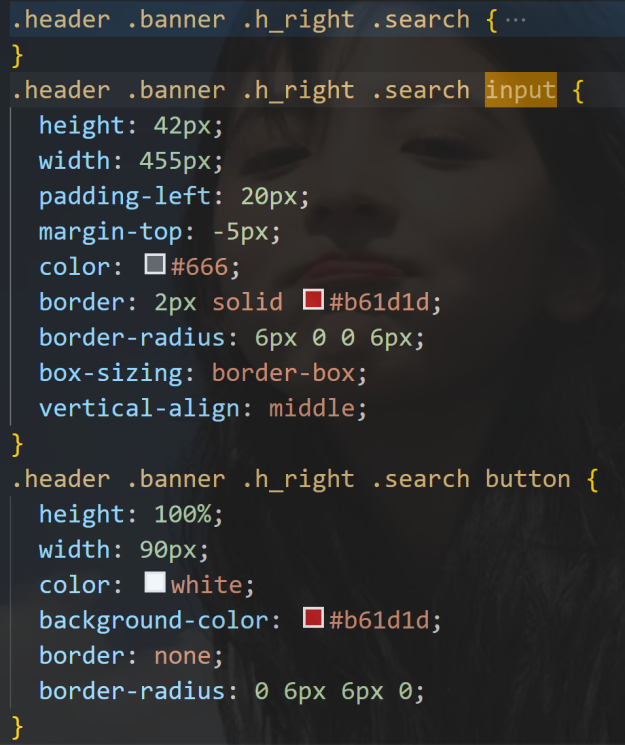 .header .banner .h_right .search {···
}
.header .banner .h_right .search input {
height: 42px;
width: 455px;
padding-left: 20px;
margin-top: -5px;
color: #666;
border: 2px solid #b61d1d;
border-radius: 6px 0 0 6px;
box-sizing: border-box;
vertical-align: middle;
}
.header .banner .h_right .search button {
height: 100%;
width: 90px;
color: white;
background-color: #b61d1d;
border: none;
border-radius: 0 6px 6px 0;
}